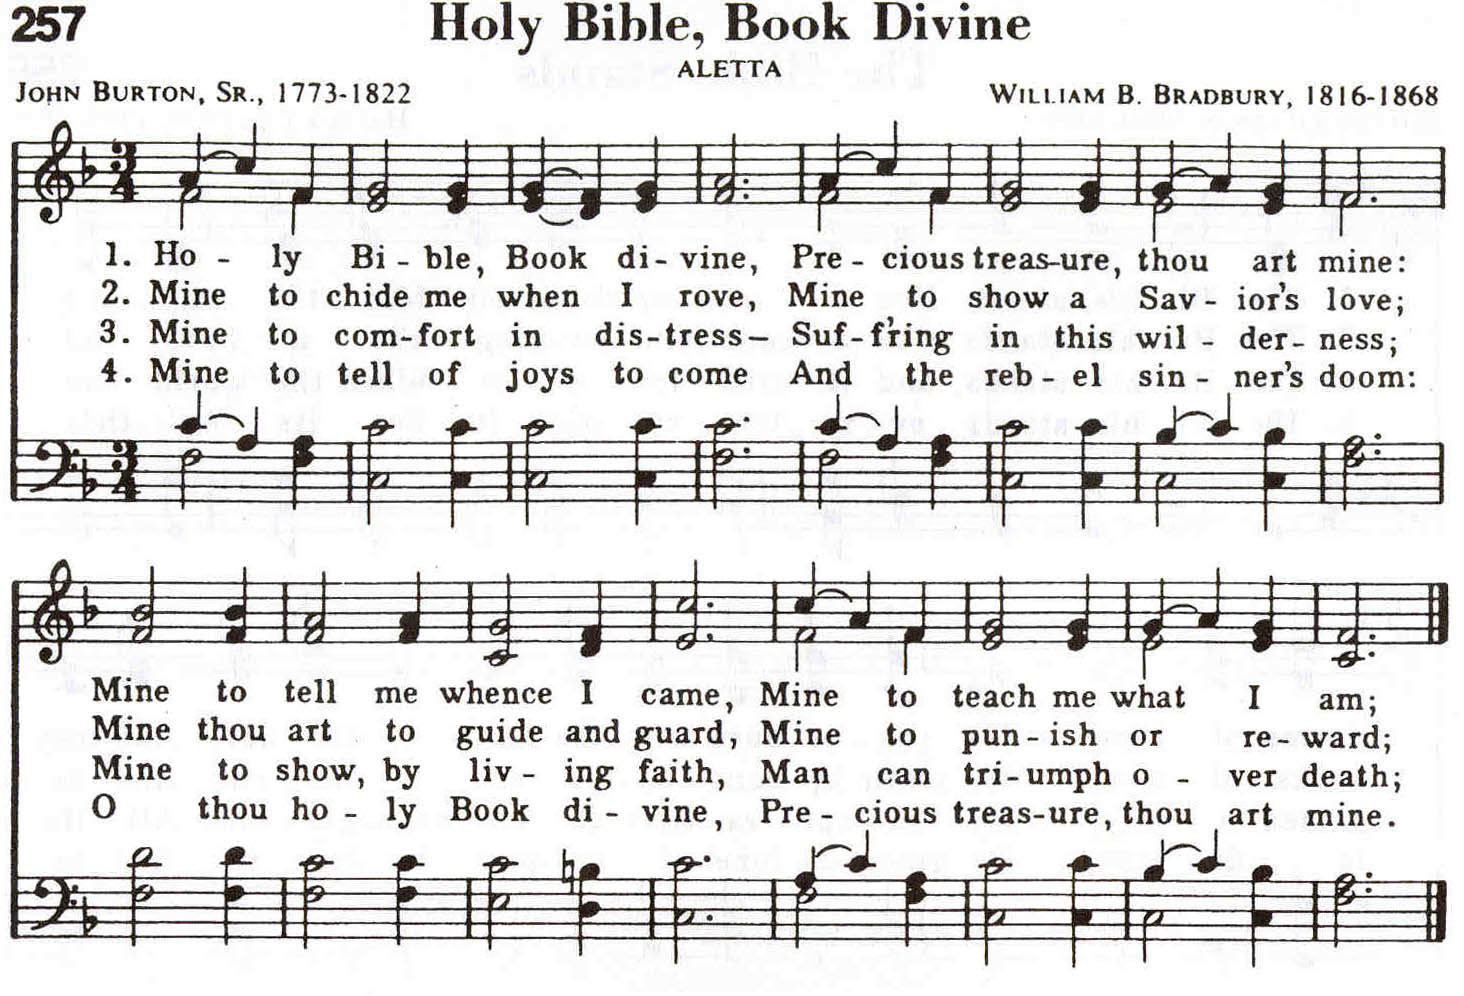 257
Holy Bible, Book Divine
ALETTA
JOHN BURTON, SR., 1773-1822
WILLIAM B. BRADBURY, 1816-1868
3 4
1. Ho - ly Bi - ble, Book di - vine, Pre - cious treas-ure, thou art mine:
2. Mine to chide me when I rove, Mine to show a Sav - ior's love;
3. Mine to com-fort in dis-tress- Suf-f'ring in this wil - der- ness;
4. Mine to tell of joys to come And the reb - el sin - ner's doom:
3 4
Mine to tell me whence I came, Mine to teach me what I am;
Mine thou art to guide and guard, Mine to pun-ish or re-ward;
Mine to show, by liv - ing faith, Man can tri-umph o - ver death;
O thou ho - ly Book di - vine, Pre - cious treas-ure, thou art mine.